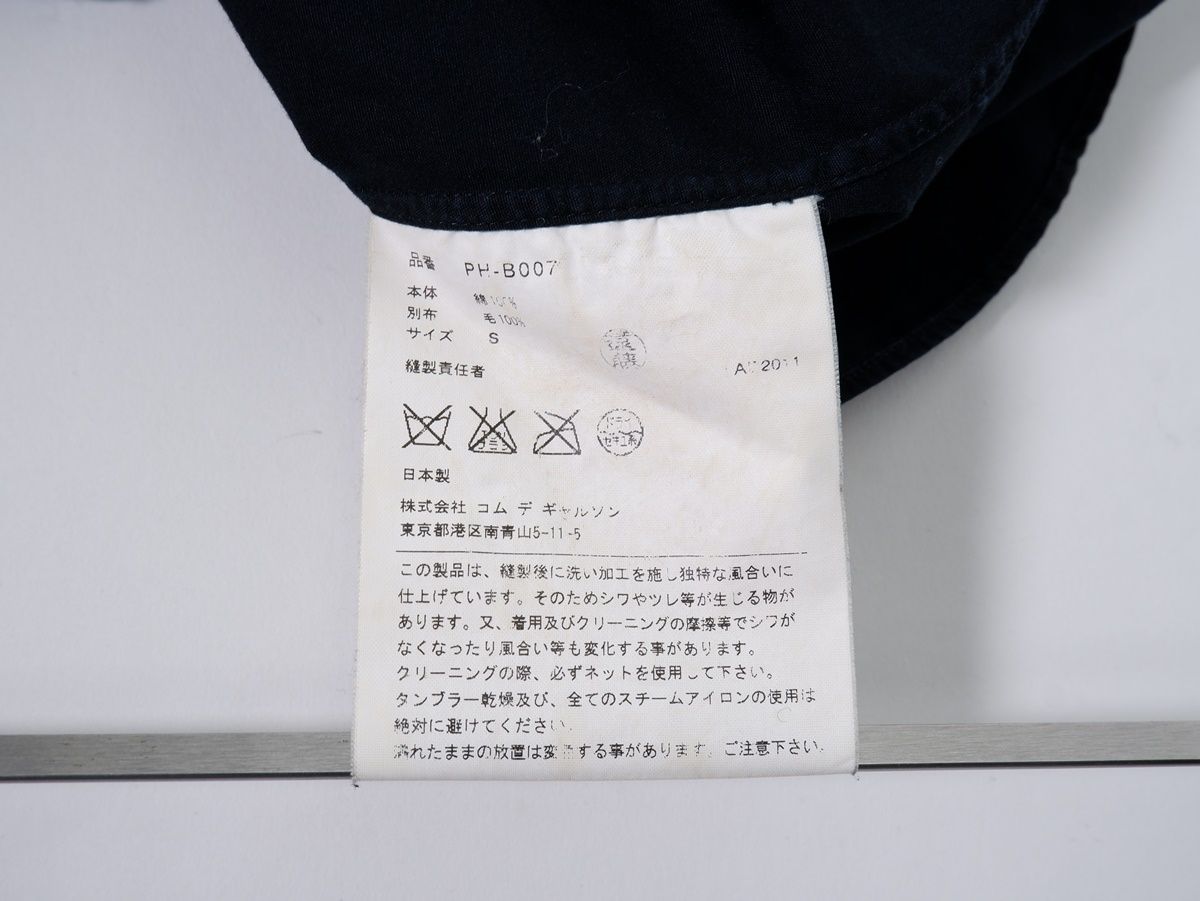 品番 PH-B007
本体 綿100%
別布 毛100%
サイズ S
縫製責任者
2011
日本製
株式会社 コム デ ギャルソン
東京都港区南青山5-11-5
この製品は、縫製後に洗い加工を施し独特な風合いに
仕上げています。そのためシワやツレ等が生じる物が
あります。又、着用及びクリーニングの摩擦等でシワが
なくなったり風合い等も変化する事があります。
クリーニングの際、必ずネットを使用して下さい。
タンブラー乾燥及び、全てのスチームアイロンの使用は
絶対に避けてください。
濡れたままの放置は変色する事があります。ご注意下さい。